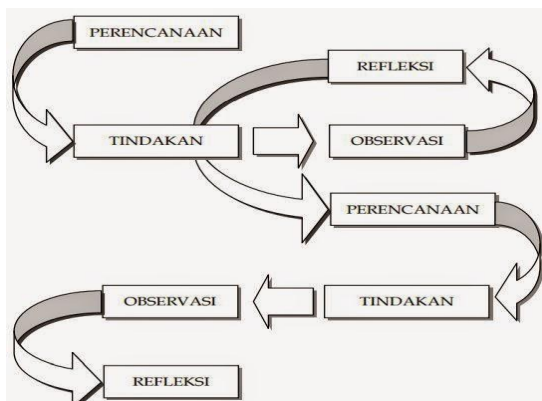 PERENCANAAN
REFLEKSI
TINDAKAN
OBSERVASI
PERENCANAAN
OBSERVASI
TINDAKAN
REFLEKSI